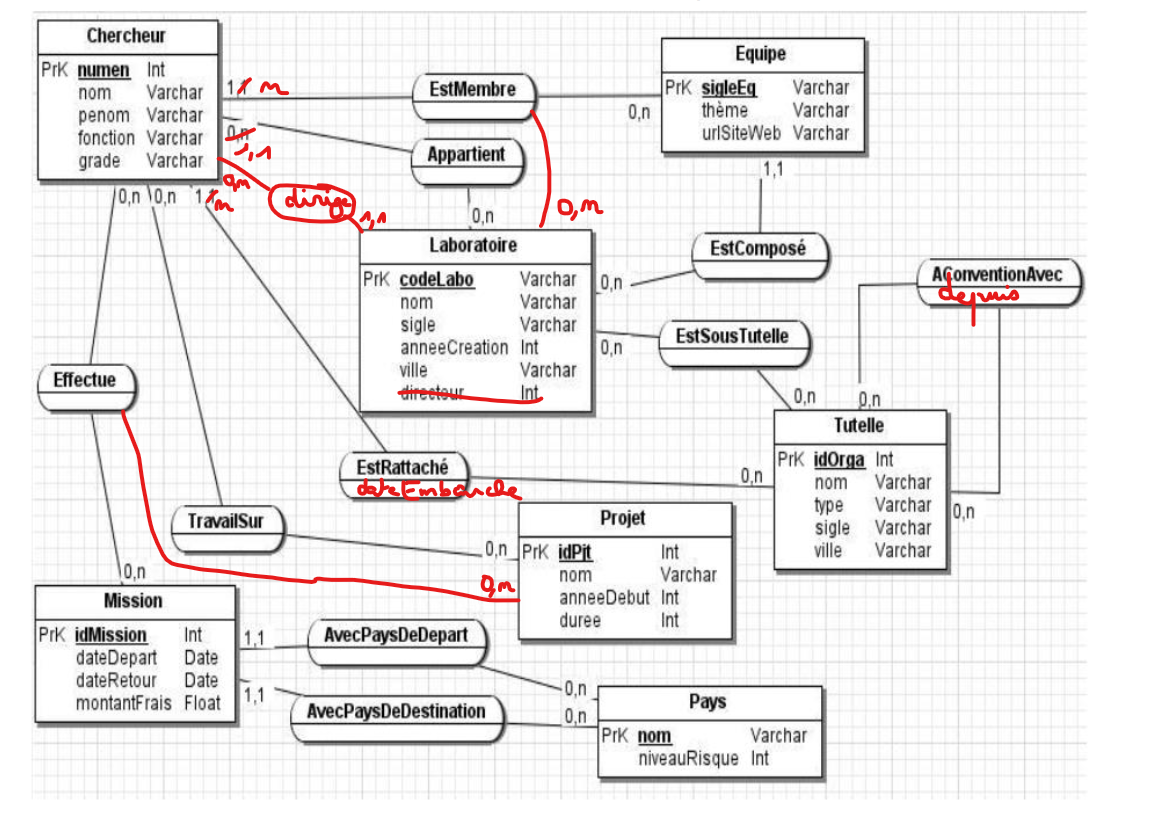 Chercheur
PrK numen Int
nom Varchar
penom Varchar
fonction Varchar
grade Varchar
1,1 n
EstMembre
0,n
Equipe
PrK sigleEq Varchar
thème Varchar
urlSiteWeb Varchar
0,n
1,1
Appartient
0,n
0,n
1,1
0,n 0,n 1,1
n
0,n
dirige
1,1
Laboratoire
PrK codeLabo Varchar
nom Varchar
sigle Varchar
anneeCreation Int
ville Varchar
directeur Int
EstComposé
0,n
EstSousTutelle
0,n
0,n
AConventionAvec
depuis
0,n
0,n
Tutelle
PrK idOrga Int
nom Varchar
type Varchar
sigle Varchar
ville Varchar
Effectue
EstRattaché
dateEmbauche
0,n
TravailSur
0,n
Projet
PrK idPjt Int
nom Varchar
anneeDebut Int
duree Int
0,n
0,n
Mission
PrK idMission Int
dateDepart Date
dateRetour Date
montantFrais Float
1,1
AvecPaysDeDepart
0,n
1,1
AvecPaysDeDestination
0,n
Pays
PrK nom Varchar
niveauRisque Int